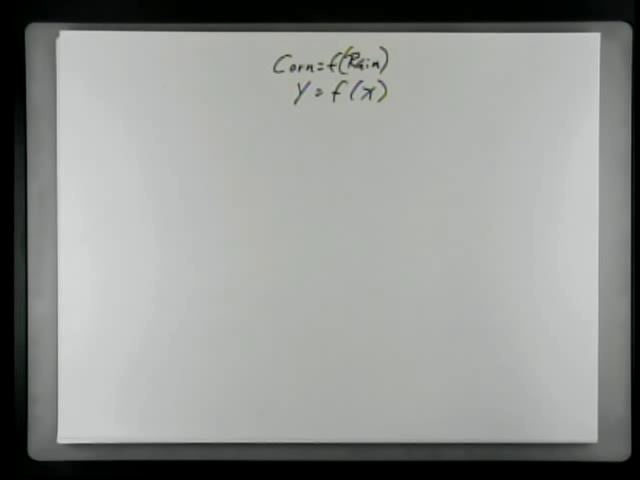 Corn = f(Rain)
Y = f(x)